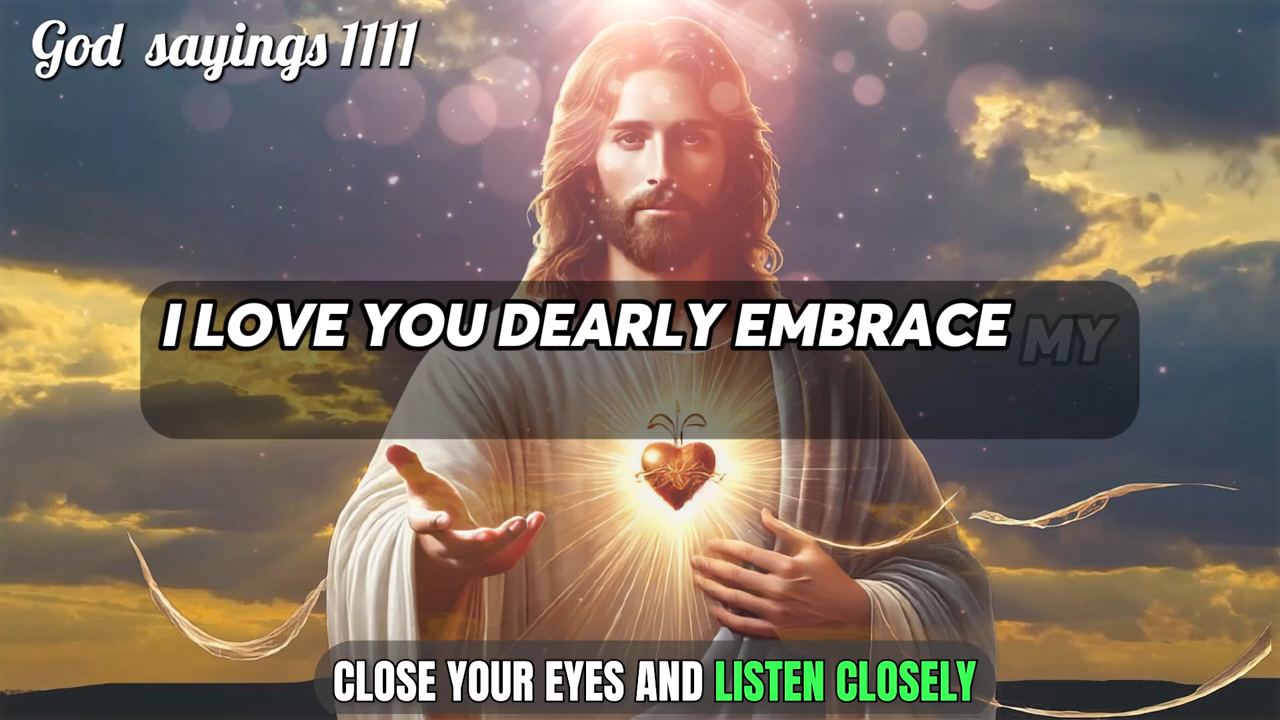 God sayings 1111
I LOVE YOU DEARLY EMBRACE MY
CLOSE YOUR EYES AND LISTEN CLOSELY